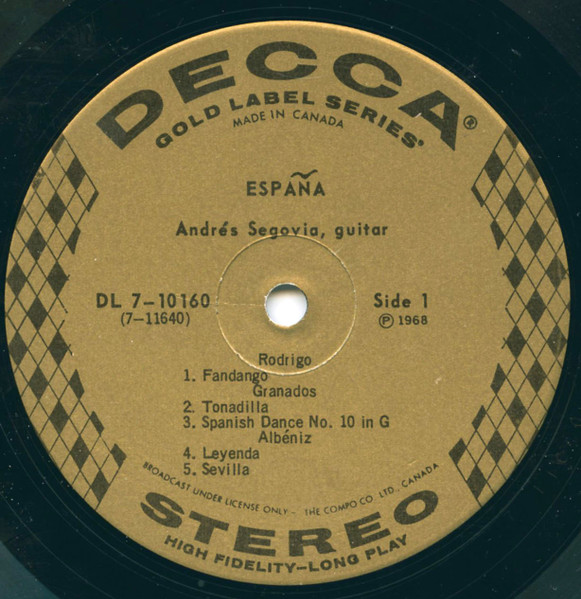 DECCA®
GOLD LABEL SERIES®
MADE IN CANADA
ESPAÑA
Andrés Segovia, guitar
DL 7-10160
(7-11640)
Side 1
Ⓟ 1968
Rodrigo
1. Fandango
Granados
2. Tonadilla
3. Spanish Dance No. 10 in G
Albéniz
4. Leyenda
5. Sevilla
BROADCAST UNDER LICENSE ONLY - THE COMPO CO. LTD., CANADA
STEREO
HIGH FIDELITY—LONG PLAY